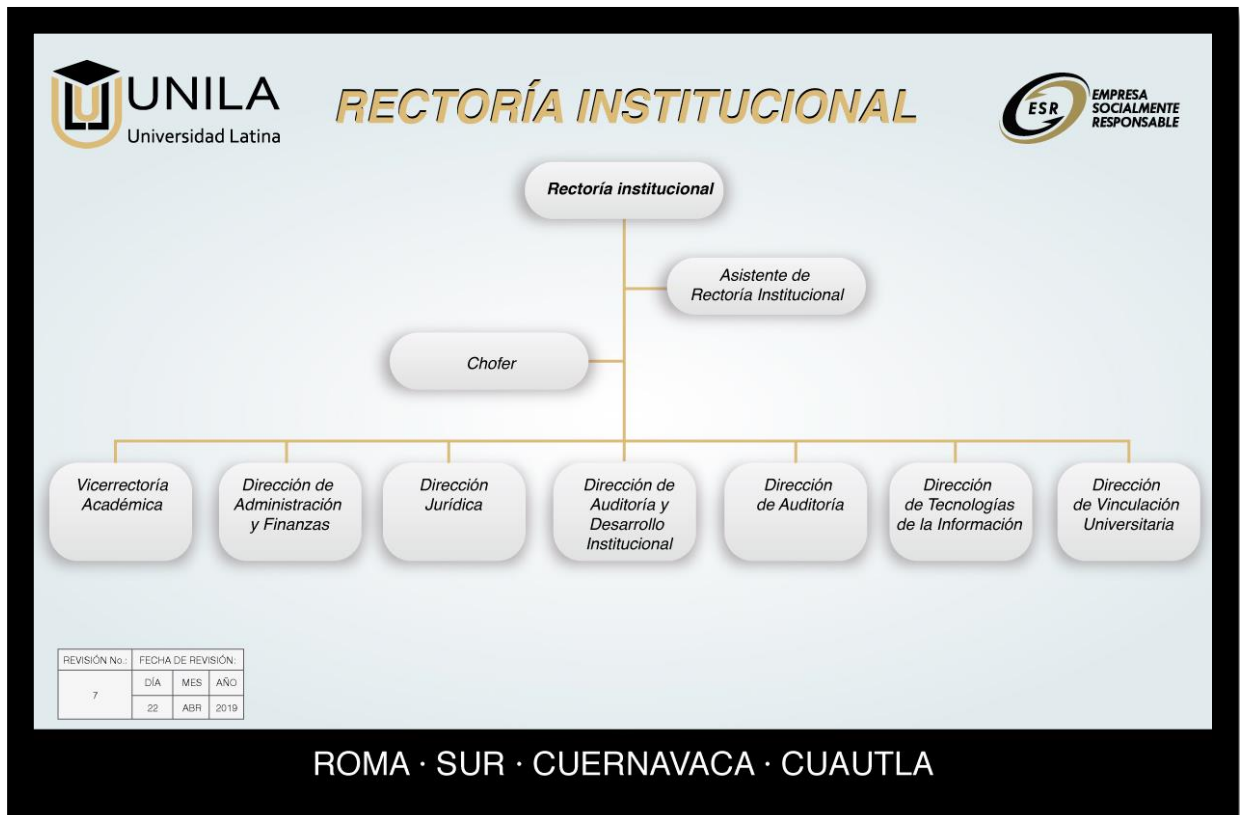 UNILA
Universidad Latina
RECTORÍA INSTITUCIONAL
ESR
EMPRESA
SOCIALMENTE
RESPONSABLE
Rectoría institucional
Asistente de
Rectoría Institucional
Chofer
Vicerrectoría
Académica
Dirección de
Administración
y Finanzas
Dirección
Jurídica
Dirección de
Auditoría y
Desarrollo
Institucional
Dirección
de Auditoría
Dirección
de Tecnologías
de la Información
Dirección
de Vinculación
Universitaria
REVISIÓN No.: FECHA DE REVISIÓN:
DÍA MES AÑO
7
22 ABR 2019
ROMA · SUR · CUERNAVACA · CUAUTLA